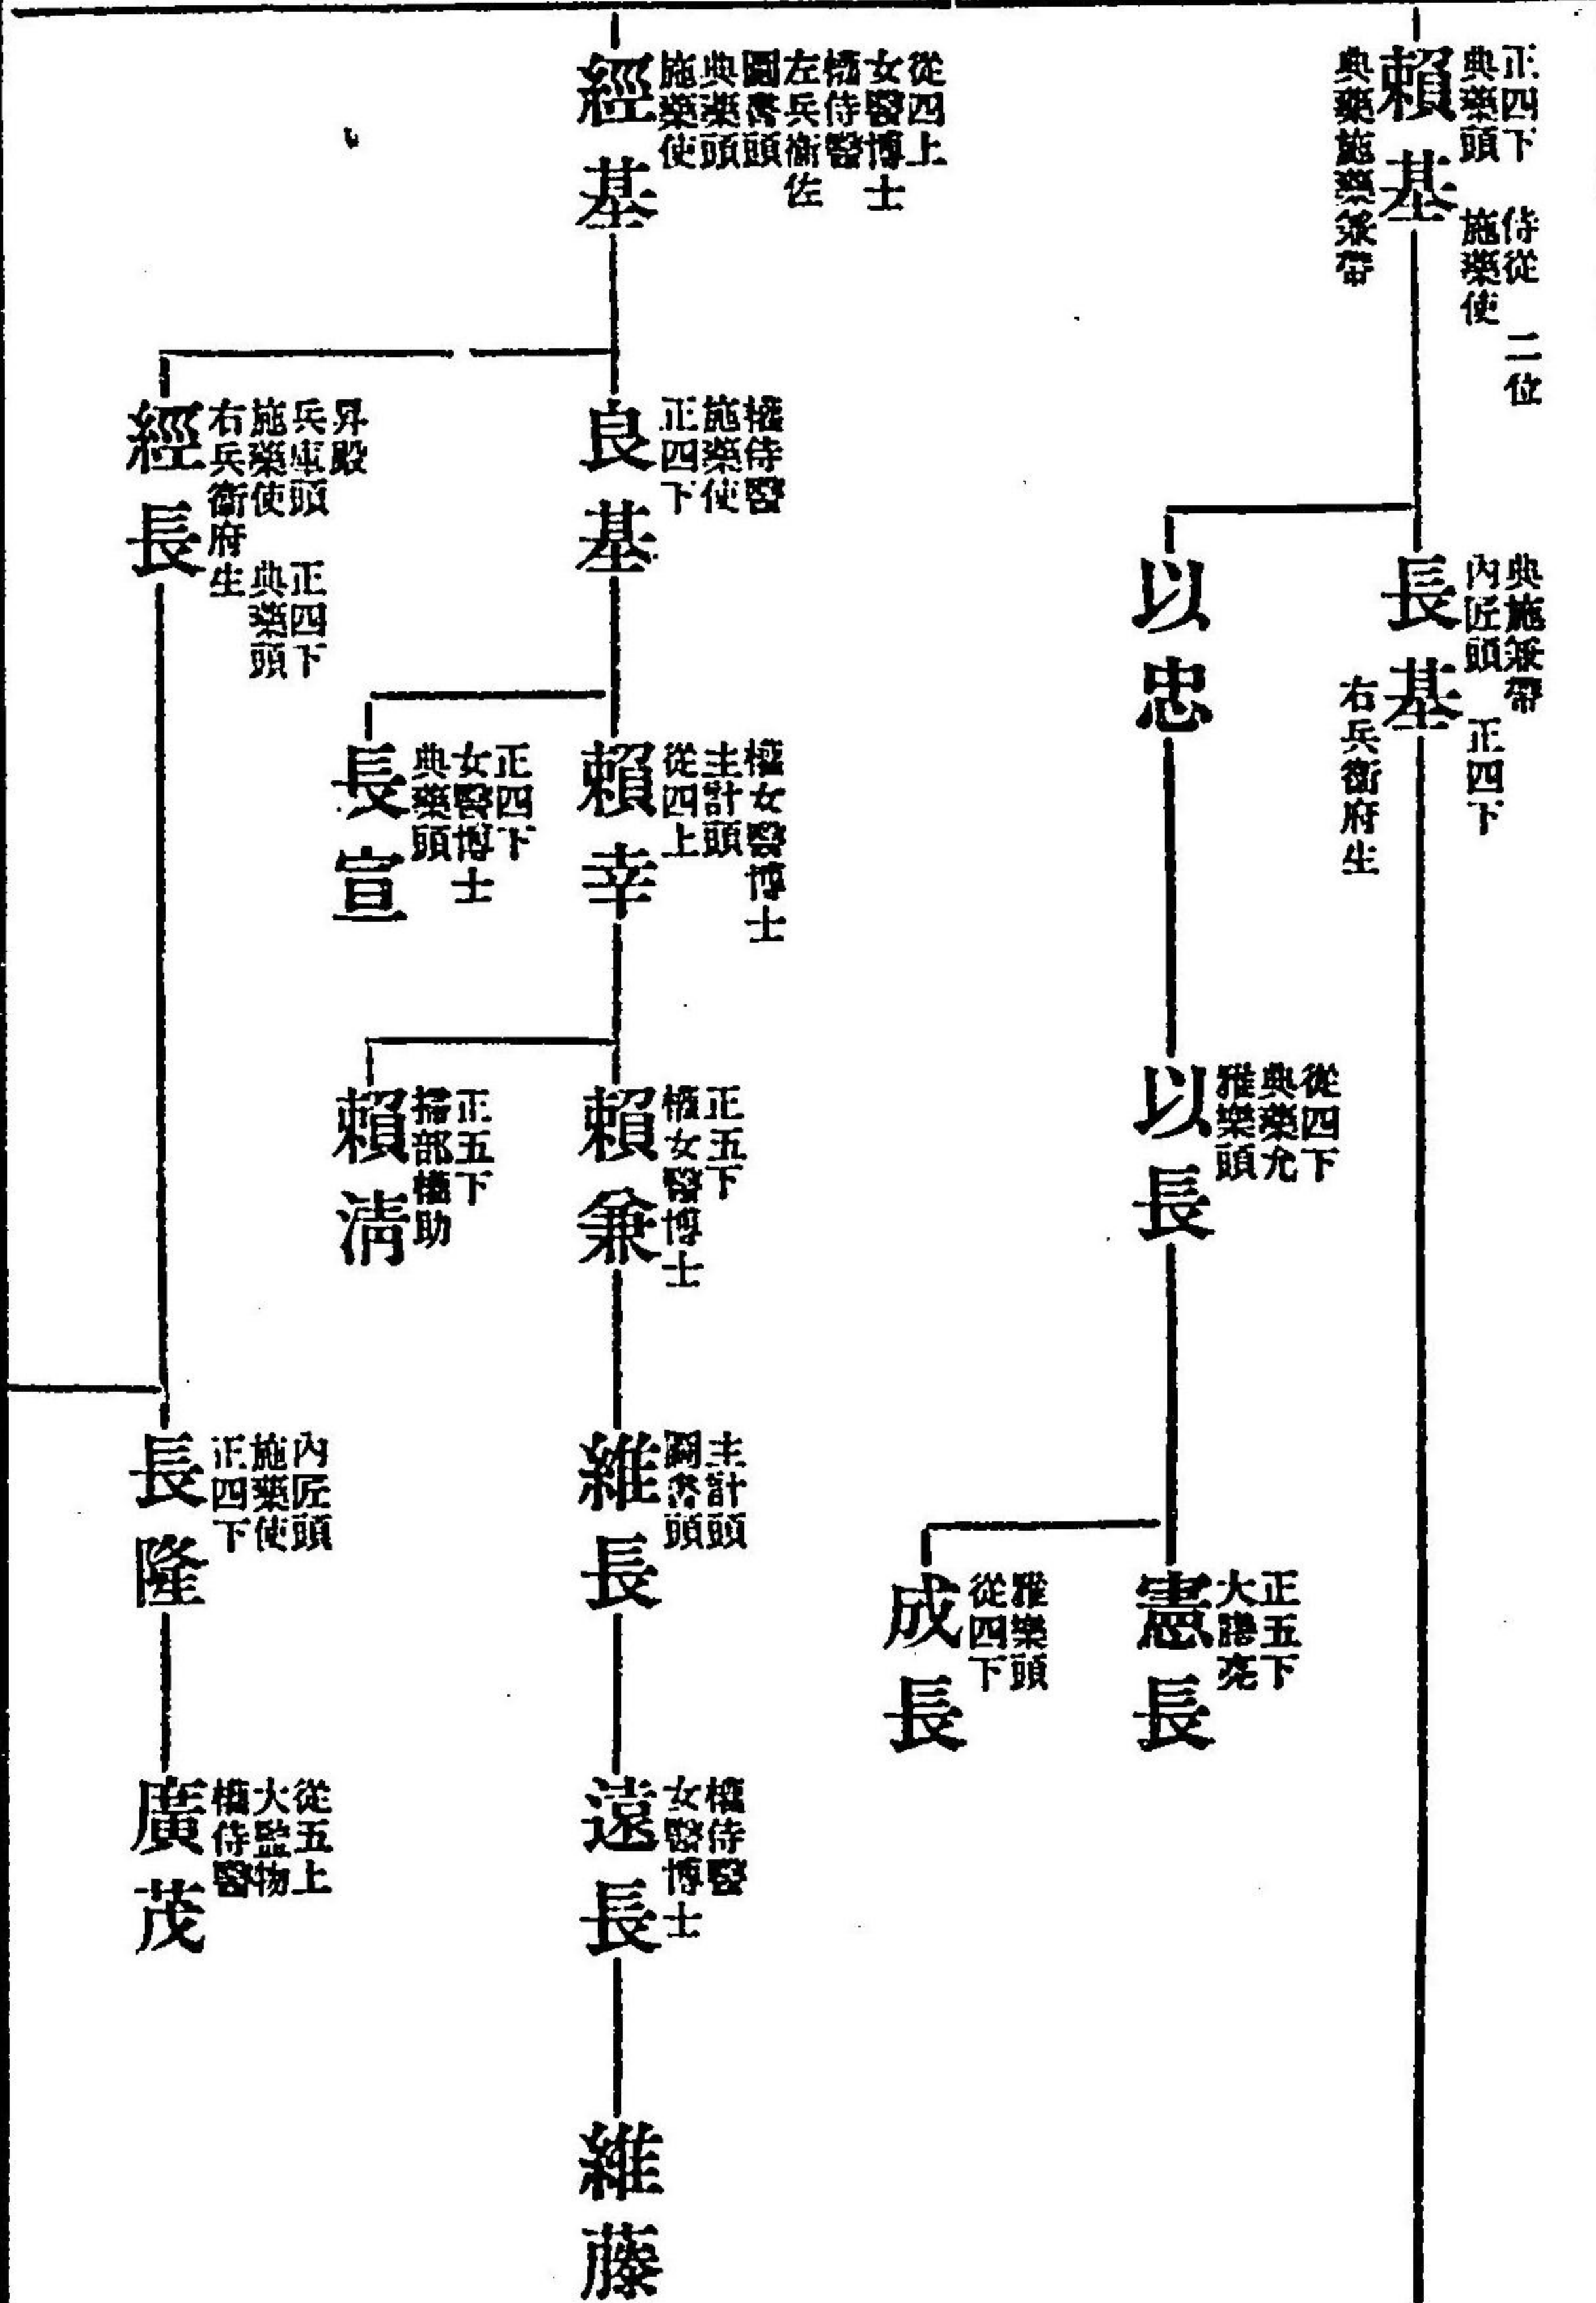 正四下 侍從 二位
典藥頭 施藥使
賴基
典藥施藥兼帶
典施兼帶
內匠頭 正四下
長基
右兵衞府生
以忠
從四下
典藥允
雅樂頭
以長
正五下
大膳亮
憲長
雅樂頭
從四下
成長
從四上
女醫博士
權侍醫
左兵衞佐
圖書頭
典藥頭
施藥使
經基
權侍醫
施藥使
正四下
良基
權女醫博士
主計頭
從四上
賴幸
正五下
權女醫博士
賴兼
主計頭
圖書頭
維長
權侍醫
女醫博士
遠長
維藤
正四下
女醫博士
典藥頭
長宣
正五下
掃部權助
賴淸
昇殿
兵庫頭 正四下
施藥使 典藥頭
右兵衞府生
經長
內匠頭
施藥使
正四下
長隆
從五上
大監物
權侍醫
廣茂